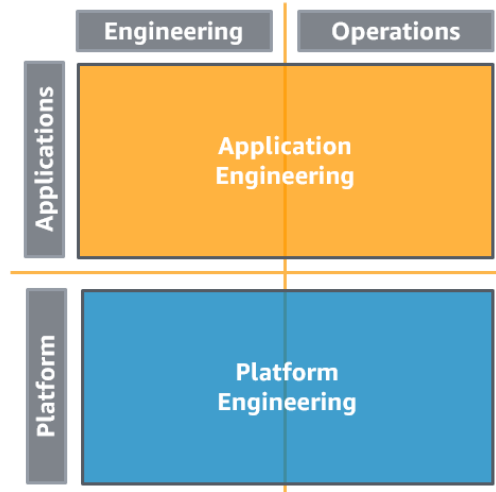 Engineering
Operations
Applications
Application
Engineering
Platform
Platform
Engineering